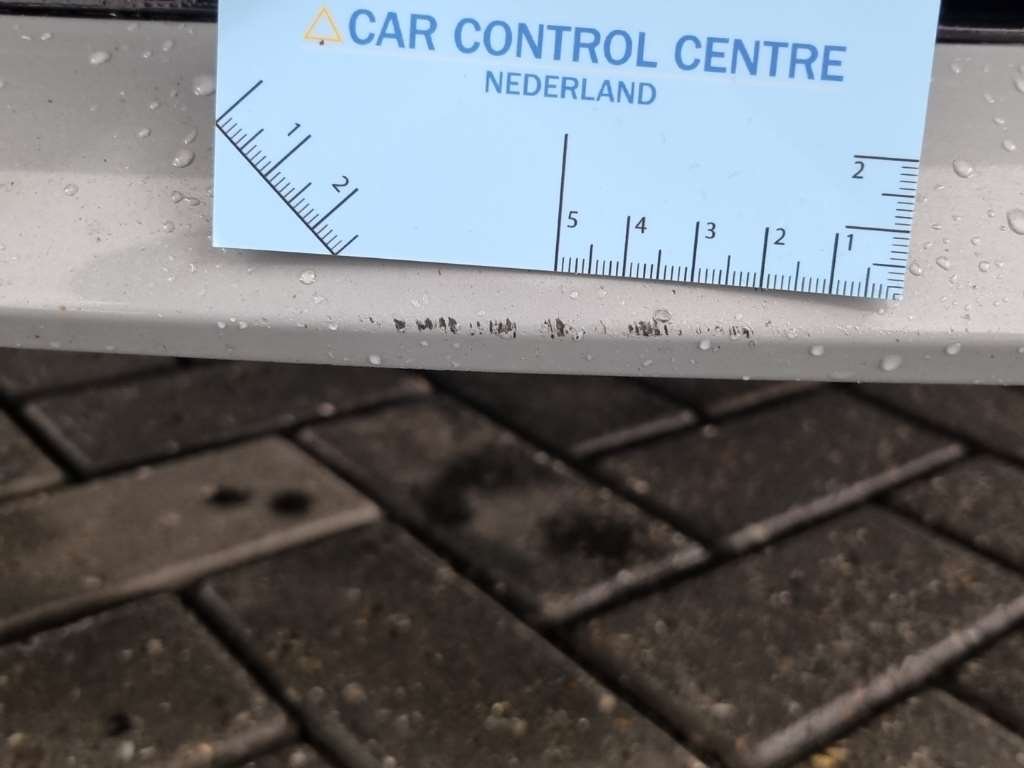 CAR CONTROL CENTRE
NEDERLAND
1
2
5 4 3 2 1
2